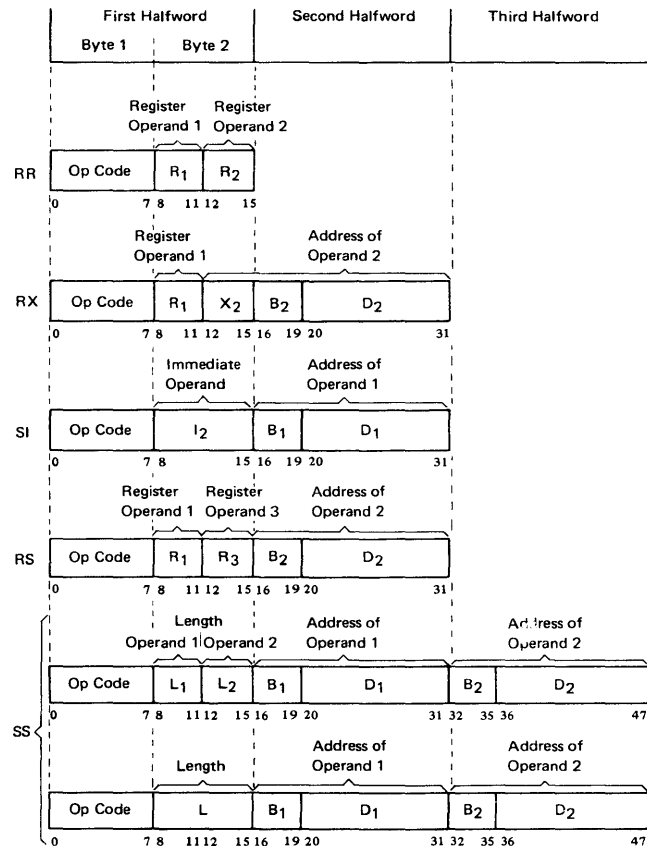 First Halfword Second Halfword Third Halfword
Byte 1 Byte 2
Register Register
Operand 1 Operand 2
RR Op Code R1 R2
0 7 8 11 12 15
Register Address of
Operand 1 Operand 2
RX Op Code R1 X2 B2 D2
0 7 8 11 12 15 16 19 20 31
Immediate Address of
Operand Operand 1
SI Op Code I2 B1 D1
0 7 8 15 16 19 20 31
Register Register Address of
Operand 1 Operand 3 Operand 2
RS Op Code R1 R3 B2 D2
0 7 8 11 12 15 16 19 20 31
Length Address of Address of
Operand 1 Operand 2 Operand 1 Operand 2
Op Code L1 L2 B1 D1 B2 D2
0 7 8 11 12 15 16 19 20 31 32 35 36 47
SS
Address of Address of
Length Operand 1 Operand 2
Op Code L B1 D1 B2 D2
0 7 8 11 12 15 16 19 20 31 32 35 36 47